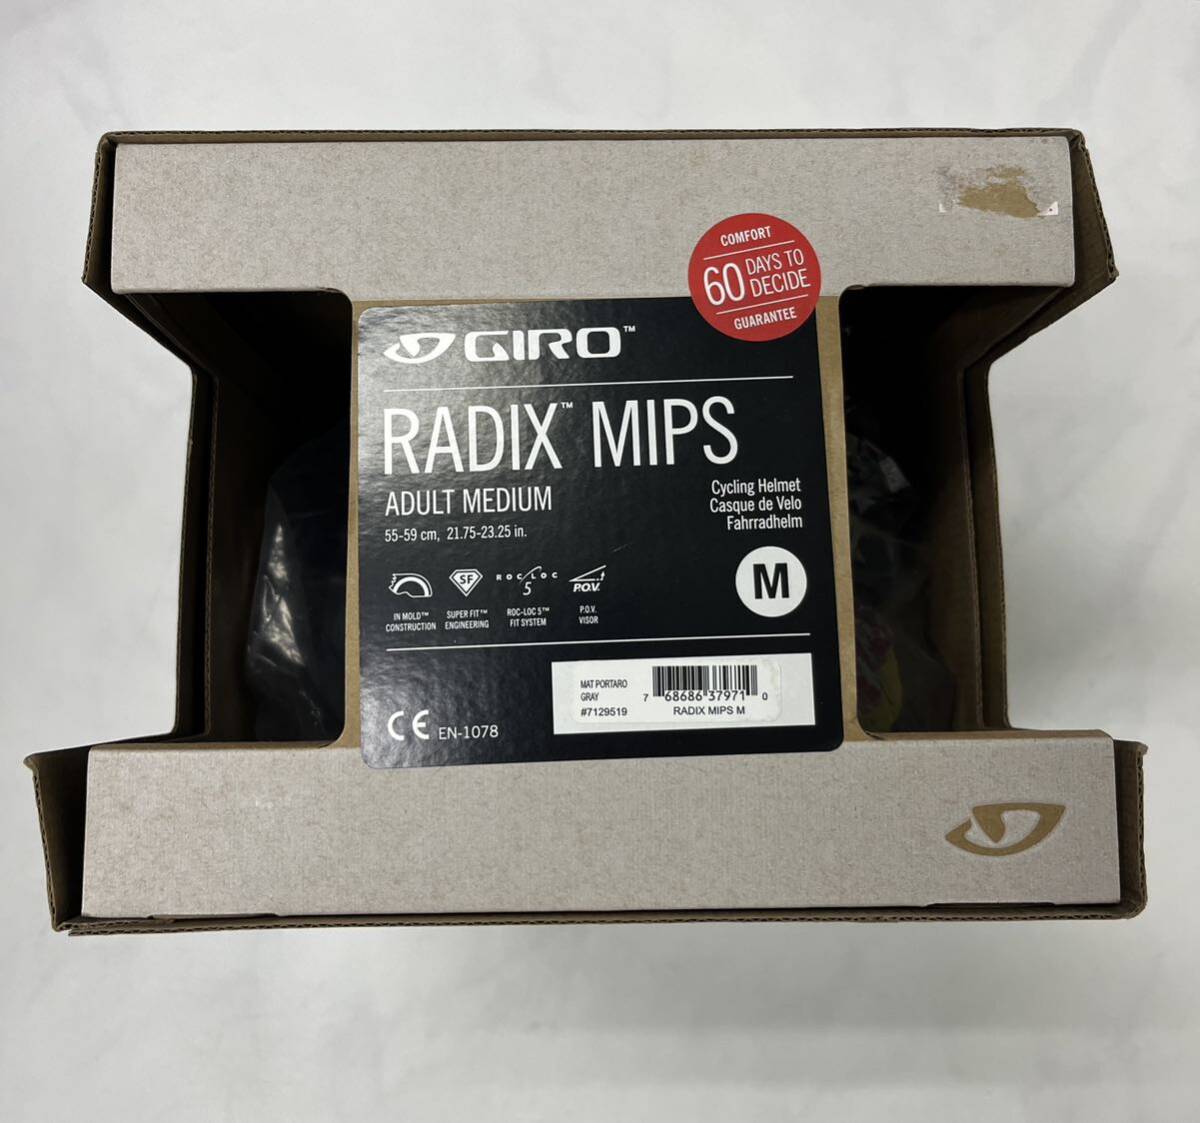 COMFORT
60 DAYS TO
DECIDE
GUARANTEE
GIRO™
RADIX™ MIPS
ADULT MEDIUM
55-59 cm, 21.75-23.25 in.
Cycling Helmet
Casque de Velo
Fahrradhelm
M
SF
ROC/LOC
5
P.O.V.
IN MOLD™
CONSTRUCTION
SUPER FIT™
ENGINEERING
ROC-LOC 5™
FIT SYSTEM
P.O.V.
VISOR
MAT PORTARO
GRAY
#7129519
7 68686 37971 0
RADIX MIPS M
CE EN-1078